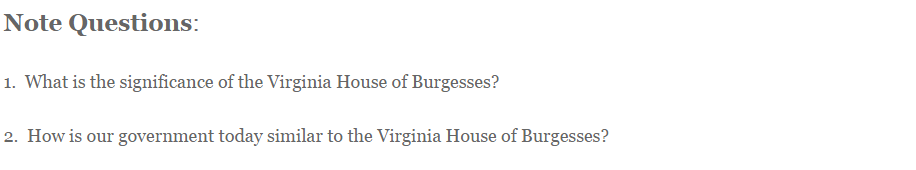 Note Questions:
1. What is the significance of the Virginia House of Burgesses?
2. How is our government today similar to the Virginia House of Burgesses?